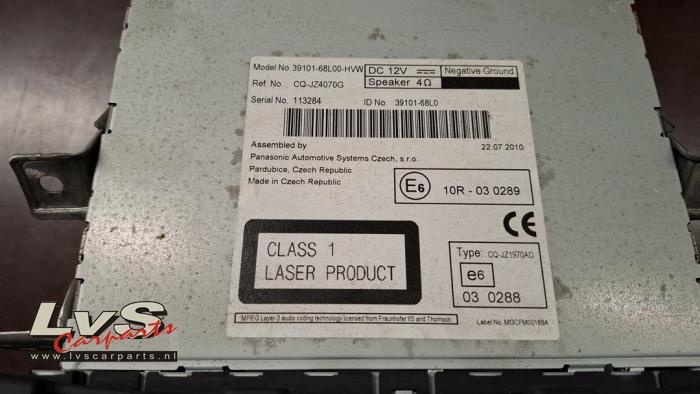 OPEN
Model No. 39101-68L00-HVW
DC 12V Negative Ground
Speaker 4Ω
Ref. No. CQ-JZ4070G
Serial No. 113284 ID No. 39101-68L0
Assembled by 22.07.2010
Panasonic Automotive Systems Czech, s.r.o.
Pardubice, Czech Republic
Made in Czech Republic
E6 10R - 03 0289
CE
CLASS 1
LASER PRODUCT
Type: CQ-JZ1970AD
e6
03 0288
MPEG Layer-3 audio coding technology licensed from Fraunhofer IIS and Thomson
Label No. MGCFM00188A
LvS
Carparts
www.lvscarparts.nl